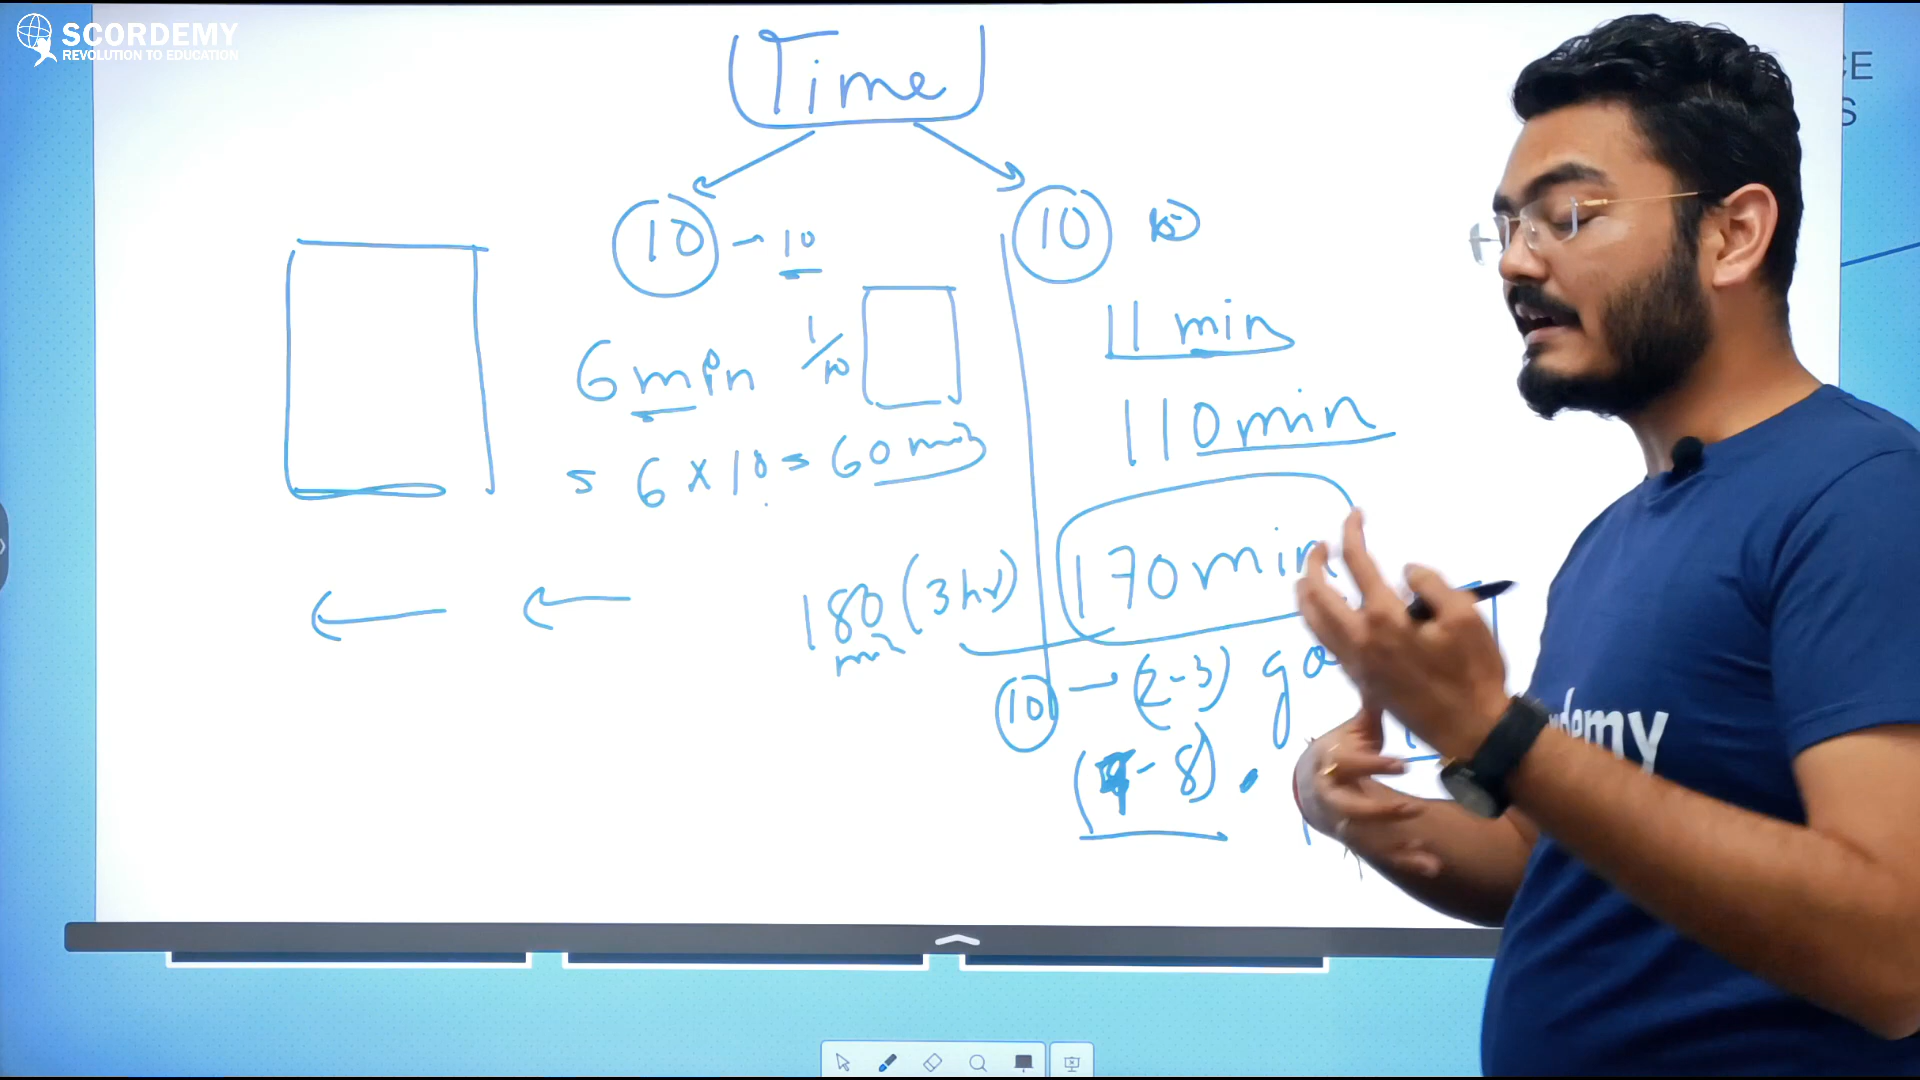 SCORDEMY
REVOLUTION TO EDUCATION
CE
S
Time
10 - 10
10
6 min
1/10
= 6 x 10 = 60 min
11 min
110 min
170 min
180 (3 hr)
min
10 - (2-3)
- 8)
demy